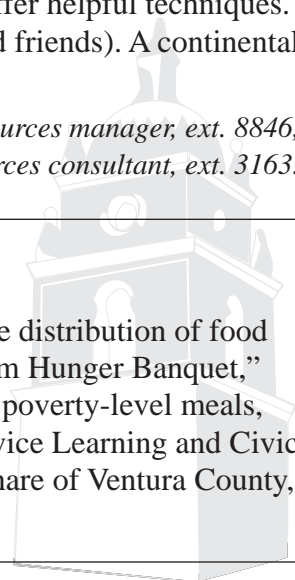 ffer helpful techniques.
d friends). A continental
ources manager, ext. 8846,
rces consultant, ext. 3163.
e distribution of food
m Hunger Banquet,”
poverty-level meals,
vice Learning and Civic
hare of Ventura County,